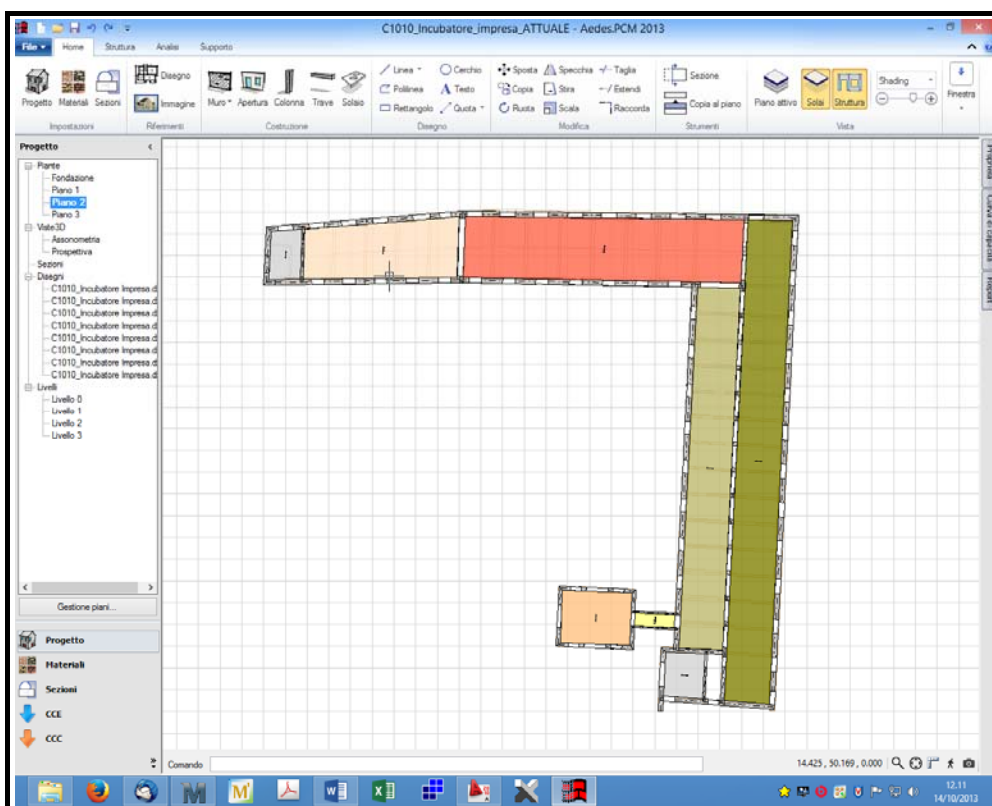 C1010_Incubatore_impresa_ATTUALE - Aedes.PCM 2013
File Home Struttura Analisi Supporto
Progetto Materiali Sezioni
Disegno
Immagine
Muro Apertura Colonna Trave Solaio
Linea Cerchio
Polilinea Testo
Rettangolo Quota
Sposta Specchia Taglia
Copia Stira Estendi
Ruota Scala Raccorda
Sezione
Copia al piano
Piano attivo Solai Struttura
Shading
Finestra
Impostazioni Riferimenti Costruzione Disegno Modifica Strumenti Vista
Progetto
Piante
Fondazione
Piano 1
Piano 2
Piano 3
Viste3D
Assonometria
Prospettiva
Sezioni
Disegni
C1010_Incubatore Impresa.d
C1010_Incubatore Impresa.d
C1010_Incubatore Impresa.d
C1010_Incubatore Impresa.d
C1010_Incubatore Impresa.d
C1010_Incubatore Impresa.d
C1010_Incubatore Impresa.d
C1010_Incubatore Impresa.d
Livelli
Livello 0
Livello 1
Livello 2
Livello 3
Gestione piani...
Progetto
Materiali
Sezioni
CCE
CCC
Proprietà
Curva di capacità
Report
Comando
14.425 , 50.169 , 0.000
12.11
14/10/2013